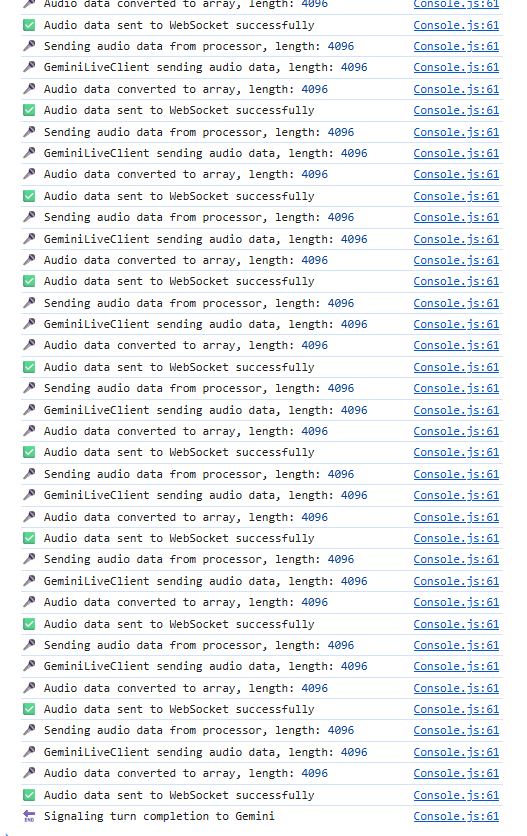 🎤 Audio data converted to array, length: 4096 Console.js:61
✅ Audio data sent to WebSocket successfully Console.js:61
🎤 Sending audio data from processor, length: 4096 Console.js:61
🎤 GeminiLiveClient sending audio data, length: 4096 Console.js:61
🎤 Audio data converted to array, length: 4096 Console.js:61
✅ Audio data sent to WebSocket successfully Console.js:61
🎤 Sending audio data from processor, length: 4096 Console.js:61
🎤 GeminiLiveClient sending audio data, length: 4096 Console.js:61
🎤 Audio data converted to array, length: 4096 Console.js:61
✅ Audio data sent to WebSocket successfully Console.js:61
🎤 Sending audio data from processor, length: 4096 Console.js:61
🎤 GeminiLiveClient sending audio data, length: 4096 Console.js:61
🎤 Audio data converted to array, length: 4096 Console.js:61
✅ Audio data sent to WebSocket successfully Console.js:61
🎤 Sending audio data from processor, length: 4096 Console.js:61
🎤 GeminiLiveClient sending audio data, length: 4096 Console.js:61
🎤 Audio data converted to array, length: 4096 Console.js:61
✅ Audio data sent to WebSocket successfully Console.js:61
🎤 Sending audio data from processor, length: 4096 Console.js:61
🎤 GeminiLiveClient sending audio data, length: 4096 Console.js:61
🎤 Audio data converted to array, length: 4096 Console.js:61
✅ Audio data sent to WebSocket successfully Console.js:61
🎤 Sending audio data from processor, length: 4096 Console.js:61
🎤 GeminiLiveClient sending audio data, length: 4096 Console.js:61
🎤 Audio data converted to array, length: 4096 Console.js:61
✅ Audio data sent to WebSocket successfully Console.js:61
🎤 Sending audio data from processor, length: 4096 Console.js:61
🎤 GeminiLiveClient sending audio data, length: 4096 Console.js:61
🎤 Audio data converted to array, length: 4096 Console.js:61
✅ Audio data sent to WebSocket successfully Console.js:61
🎤 Sending audio data from processor, length: 4096 Console.js:61
🎤 GeminiLiveClient sending audio data, length: 4096 Console.js:61
🎤 Audio data converted to array, length: 4096 Console.js:61
✅ Audio data sent to WebSocket successfully Console.js:61
🎤 Sending audio data from processor, length: 4096 Console.js:61
🎤 GeminiLiveClient sending audio data, length: 4096 Console.js:61
🎤 Audio data converted to array, length: 4096 Console.js:61
✅ Audio data sent to WebSocket successfully Console.js:61
🔚 Signaling turn completion to Gemini Console.js:61